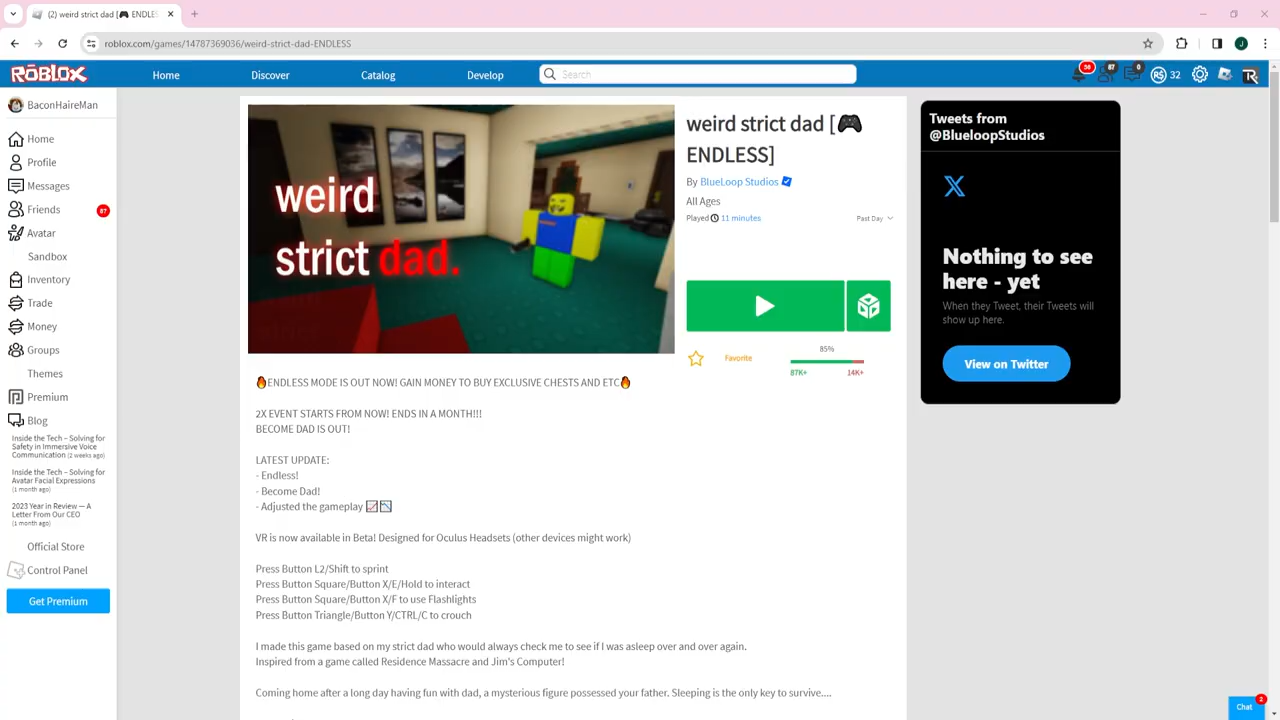 (2) weird strict dad [🎮 ENDLES
roblox.com/games/14787369036/weird-strict-dad-ENDLESS
J
ROBLOX
Home
Discover
Catalog
Develop
Search
36
87
0
32
BaconHaireMan
Home
Profile
Messages
Friends
87
Avatar
Sandbox
Inventory
Trade
Money
Groups
Themes
Premium
Blog
Inside the Tech – Solving for
Safety in Immersive Voice
Communication (2 weeks ago)
Inside the Tech – Solving for
Avatar Facial Expressions
(1 month ago)
2023 Year in Review — A
Letter From Our CEO
(1 month ago)
Official Store
Control Panel
Get Premium
weird
strict dad.
weird strict dad [🎮
ENDLESS]
By BlueLoop Studios
All Ages
Played 11 minutes
Past Day
Favorite
85%
87K+
14K+
🔥ENDLESS MODE IS OUT NOW! GAIN MONEY TO BUY EXCLUSIVE CHESTS AND ETC🔥
2X EVENT STARTS FROM NOW! ENDS IN A MONTH!!!
BECOME DAD IS OUT!
LATEST UPDATE:
- Endless!
- Become Dad!
- Adjusted the gameplay 📈📉
VR is now available in Beta! Designed for Oculus Headsets (other devices might work)
Press Button L2/Shift to sprint
Press Button Square/Button X/E/Hold to interact
Press Button Square/Button X/F to use Flashlights
Press Button Triangle/Button Y/CTRL/C to crouch
I made this game based on my strict dad who would always check me to see if I was asleep over and over again.
Inspired from a game called Residence Massacre and Jim's Computer!
Coming home after a long day having fun with dad, a mysterious figure possessed your father. Sleeping is the only key to survive....
Tweets from
@BlueloopStudios
Nothing to see
here - yet
When they Tweet, their Tweets will
show up here.
View on Twitter
Chat
2